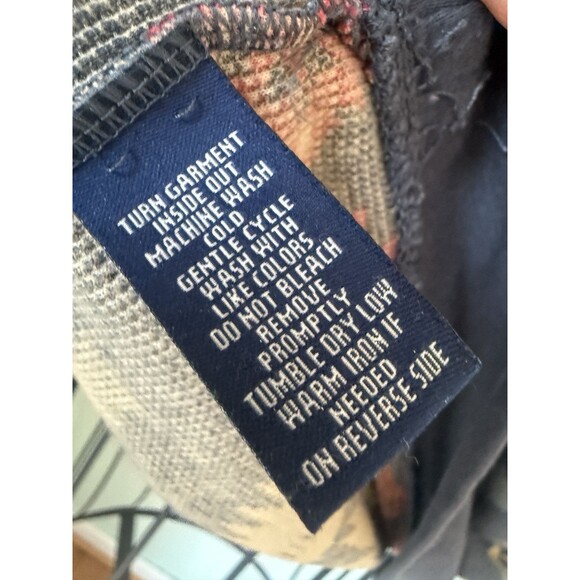 TURN GARMENT
INSIDE OUT
MACHINE WASH
COLD
GENTLE CYCLE
WASH WITH
LIKE COLORS
DO NOT BLEACH
REMOVE
PROMPTLY
TUMBLE DRY LOW
WARM IRON IF
NEEDED
ON REVERSE SIDE